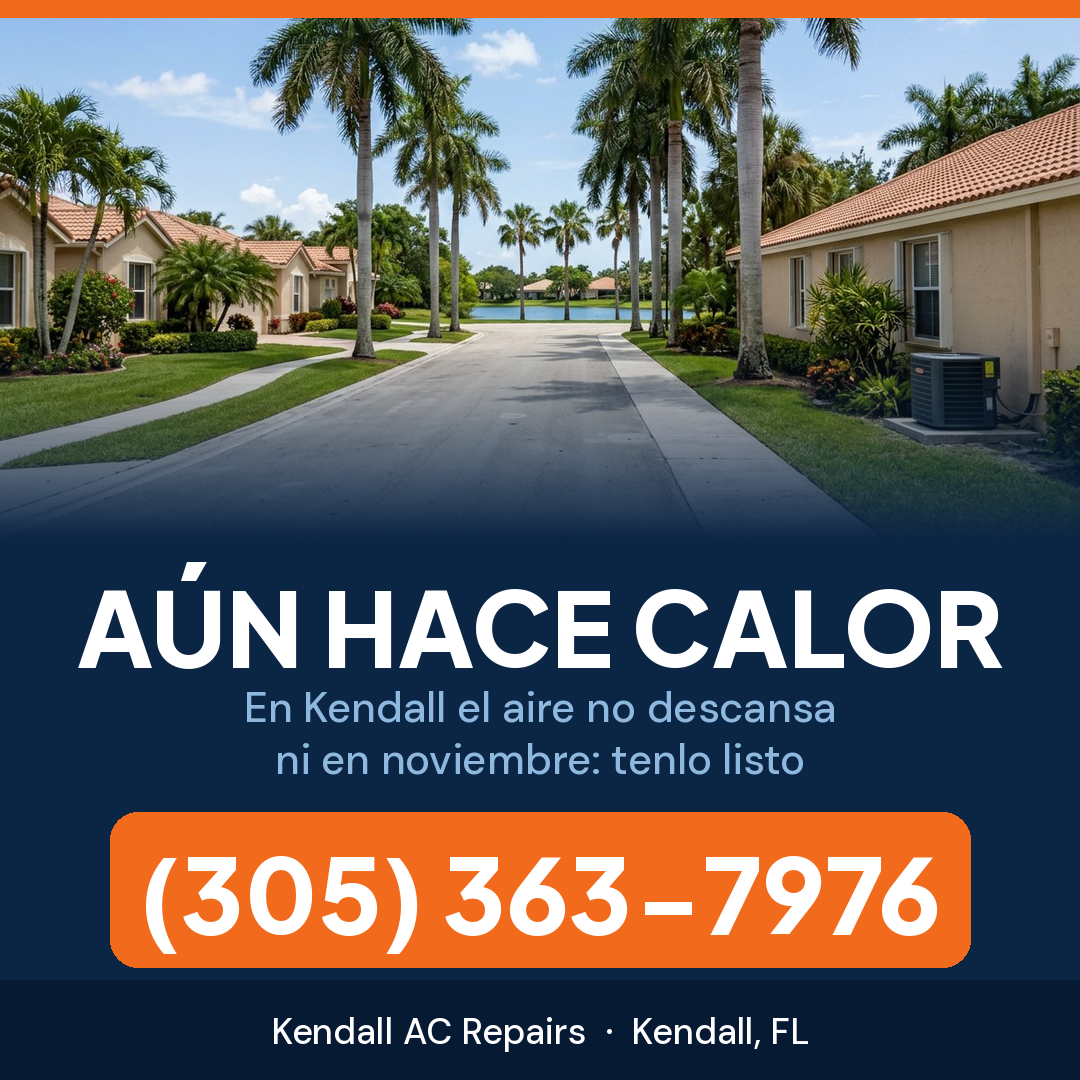 AÚN HACE CALOR
En Kendall el aire no descansa
ni en noviembre: tenlo listo
(305) 363-7976
Kendall AC Repairs · Kendall, FL